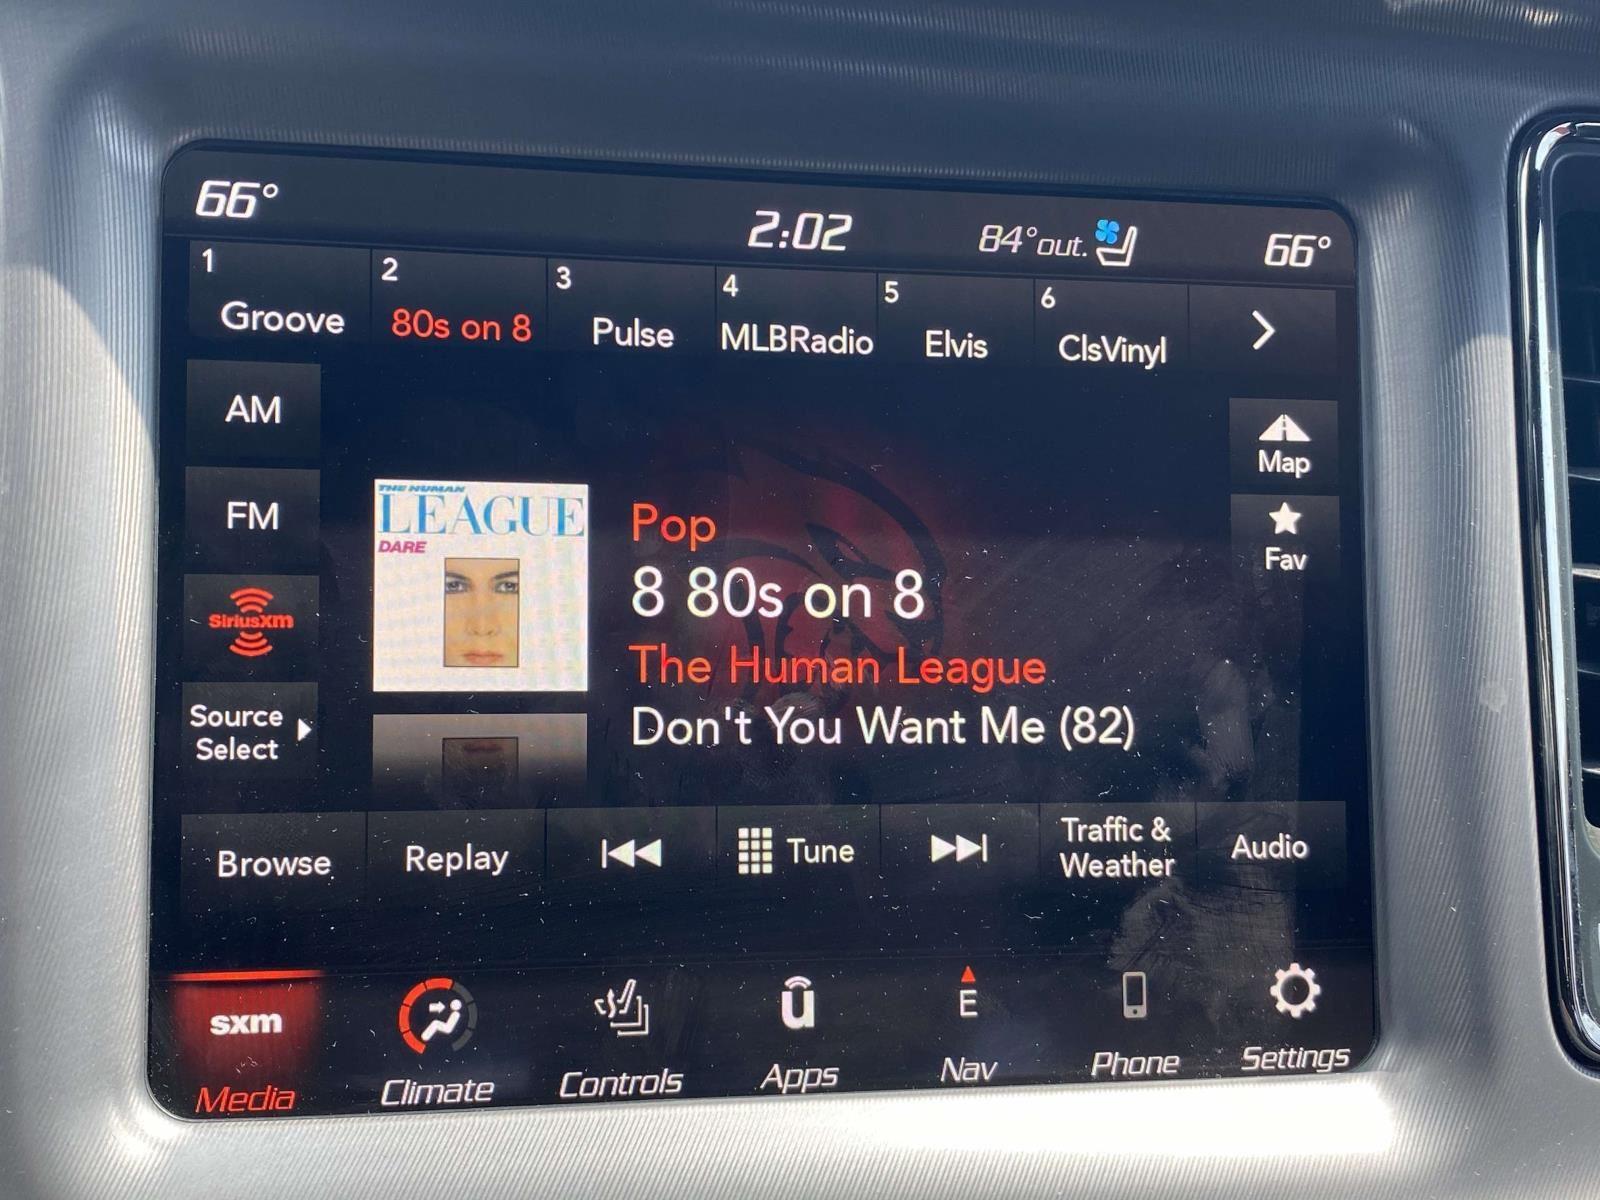 66°
2:02
84°out.
66°
1
Groove
2
80s on 8
3
Pulse
4
MLBRadio
5
Elvis
6
ClsVinyl
AM
FM
SiriusXM
Source
Select
THE HUMAN
LEAGUE
DARE
Pop
8 80s on 8
The Human League
Don't You Want Me (82)
Map
Fav
Browse
Replay
Tune
Traffic &
Weather
Audio
sxm
Media
Climate
Controls
u
Apps
E
Nav
Phone
Settings